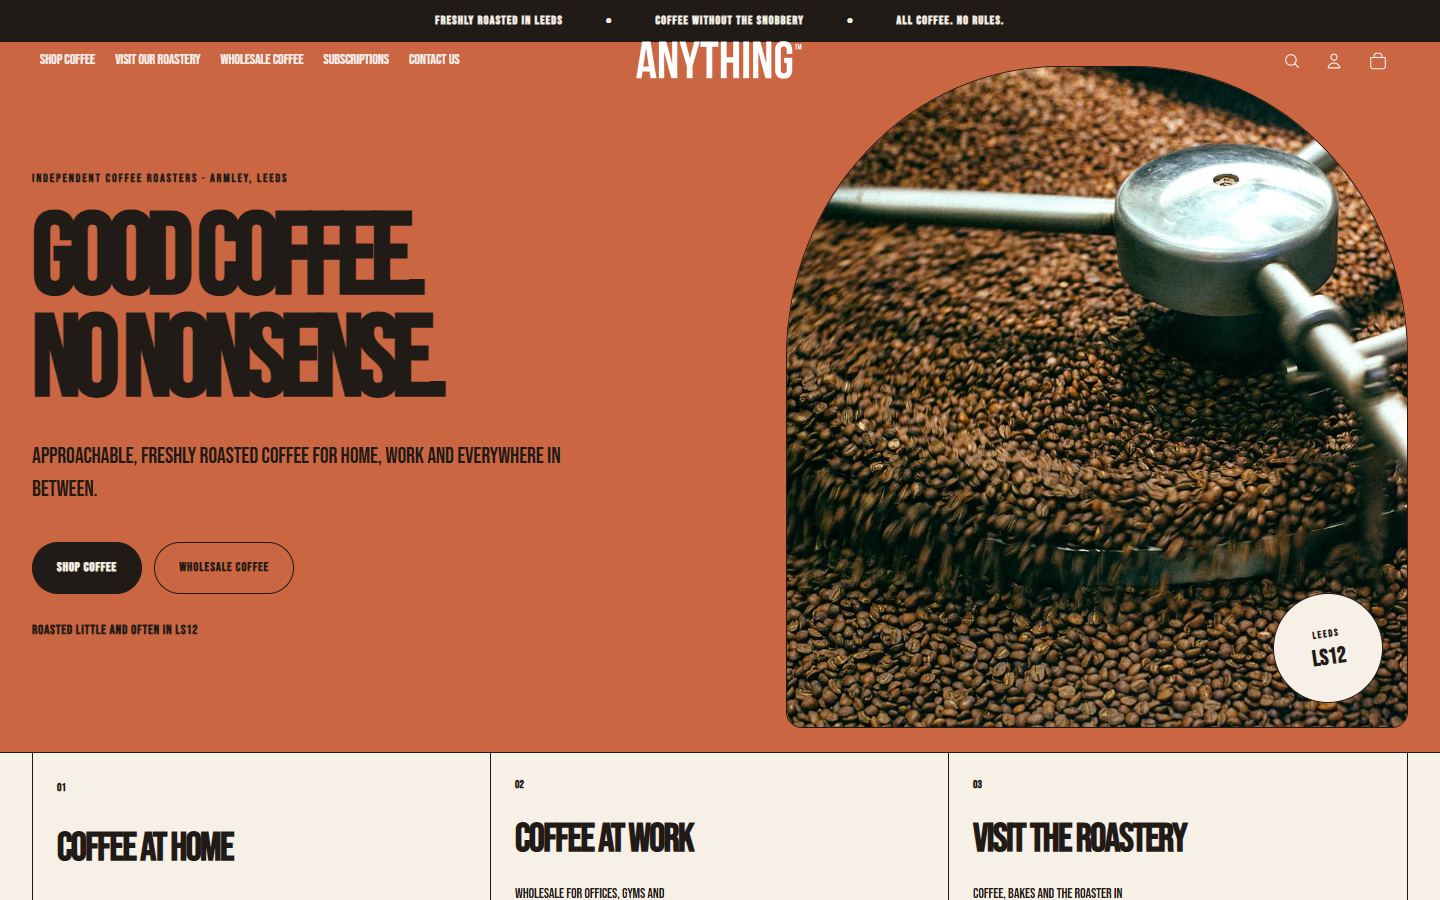 FRESHLY ROASTED IN LEEDS • COFFEE WITHOUT THE SNOBBERY • ALL COFFEE. NO RULES.
SHOP COFFEE VISIT OUR ROASTERY WHOLESALE COFFEE SUBSCRIPTIONS CONTACT US
ANYTHING™
INDEPENDENT COFFEE ROASTERS · ARMLEY, LEEDS
GOOD COFFEE.
NO NONSENSE.
APPROACHABLE, FRESHLY ROASTED COFFEE FOR HOME, WORK AND EVERYWHERE IN
BETWEEN.
SHOP COFFEE
WHOLESALE COFFEE
ROASTED LITTLE AND OFTEN IN LS12
LEEDS
LS12
01
COFFEE AT HOME
02
COFFEE AT WORK
WHOLESALE FOR OFFICES, GYMS AND
03
VISIT THE ROASTERY
COFFEE, BAKES AND THE ROASTER IN